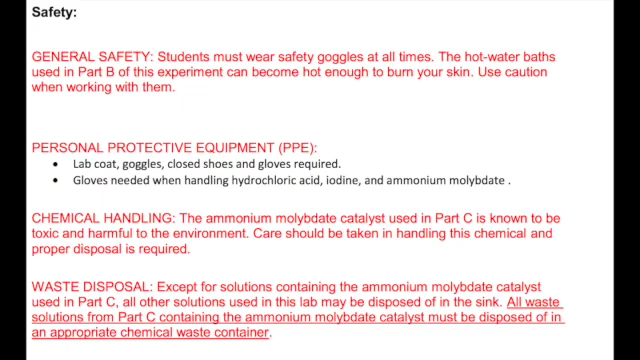 Safety:
GENERAL SAFETY: Students must wear safety goggles at all times. The hot-water baths
used in Part B of this experiment can become hot enough to burn your skin. Use caution
when working with them.
PERSONAL PROTECTIVE EQUIPMENT (PPE):
• Lab coat, goggles, closed shoes and gloves required.
• Gloves needed when handling hydrochloric acid, iodine, and ammonium molybdate .
CHEMICAL HANDLING: The ammonium molybdate catalyst used in Part C is known to be
toxic and harmful to the environment. Care should be taken in handling this chemical and
proper disposal is required.
WASTE DISPOSAL: Except for solutions containing the ammonium molybdate catalyst
used in Part C, all other solutions used in this lab may be disposed of in the sink. All waste
solutions from Part C containing the ammonium molybdate catalyst must be disposed of in
an appropriate chemical waste container.